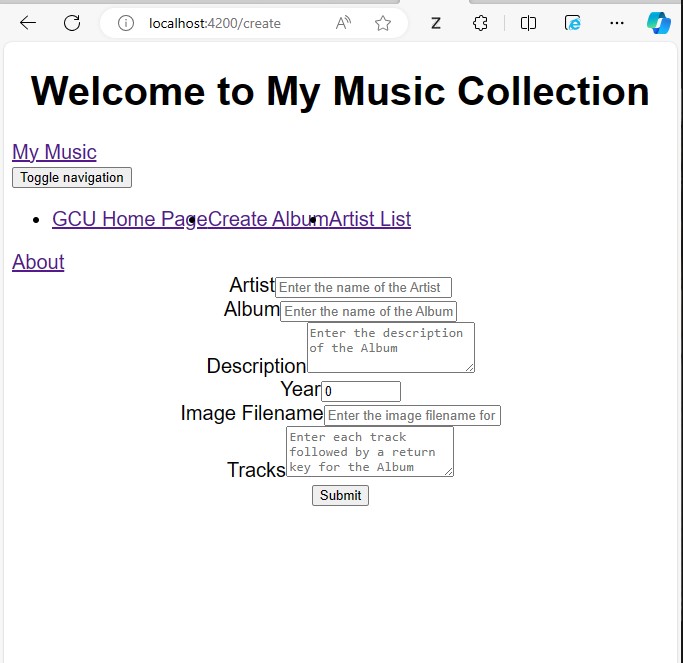 localhost:4200/create
Welcome to My Music Collection
My Music
Toggle navigation
GCU Home Page Create Album Artist List
About
Artist Enter the name of the Artist
Album Enter the name of the Album
Enter the description
of the Album
Description
Year 0
Image Filename Enter the image filename for
Enter each track
followed by a return
key for the Album
Tracks
Submit